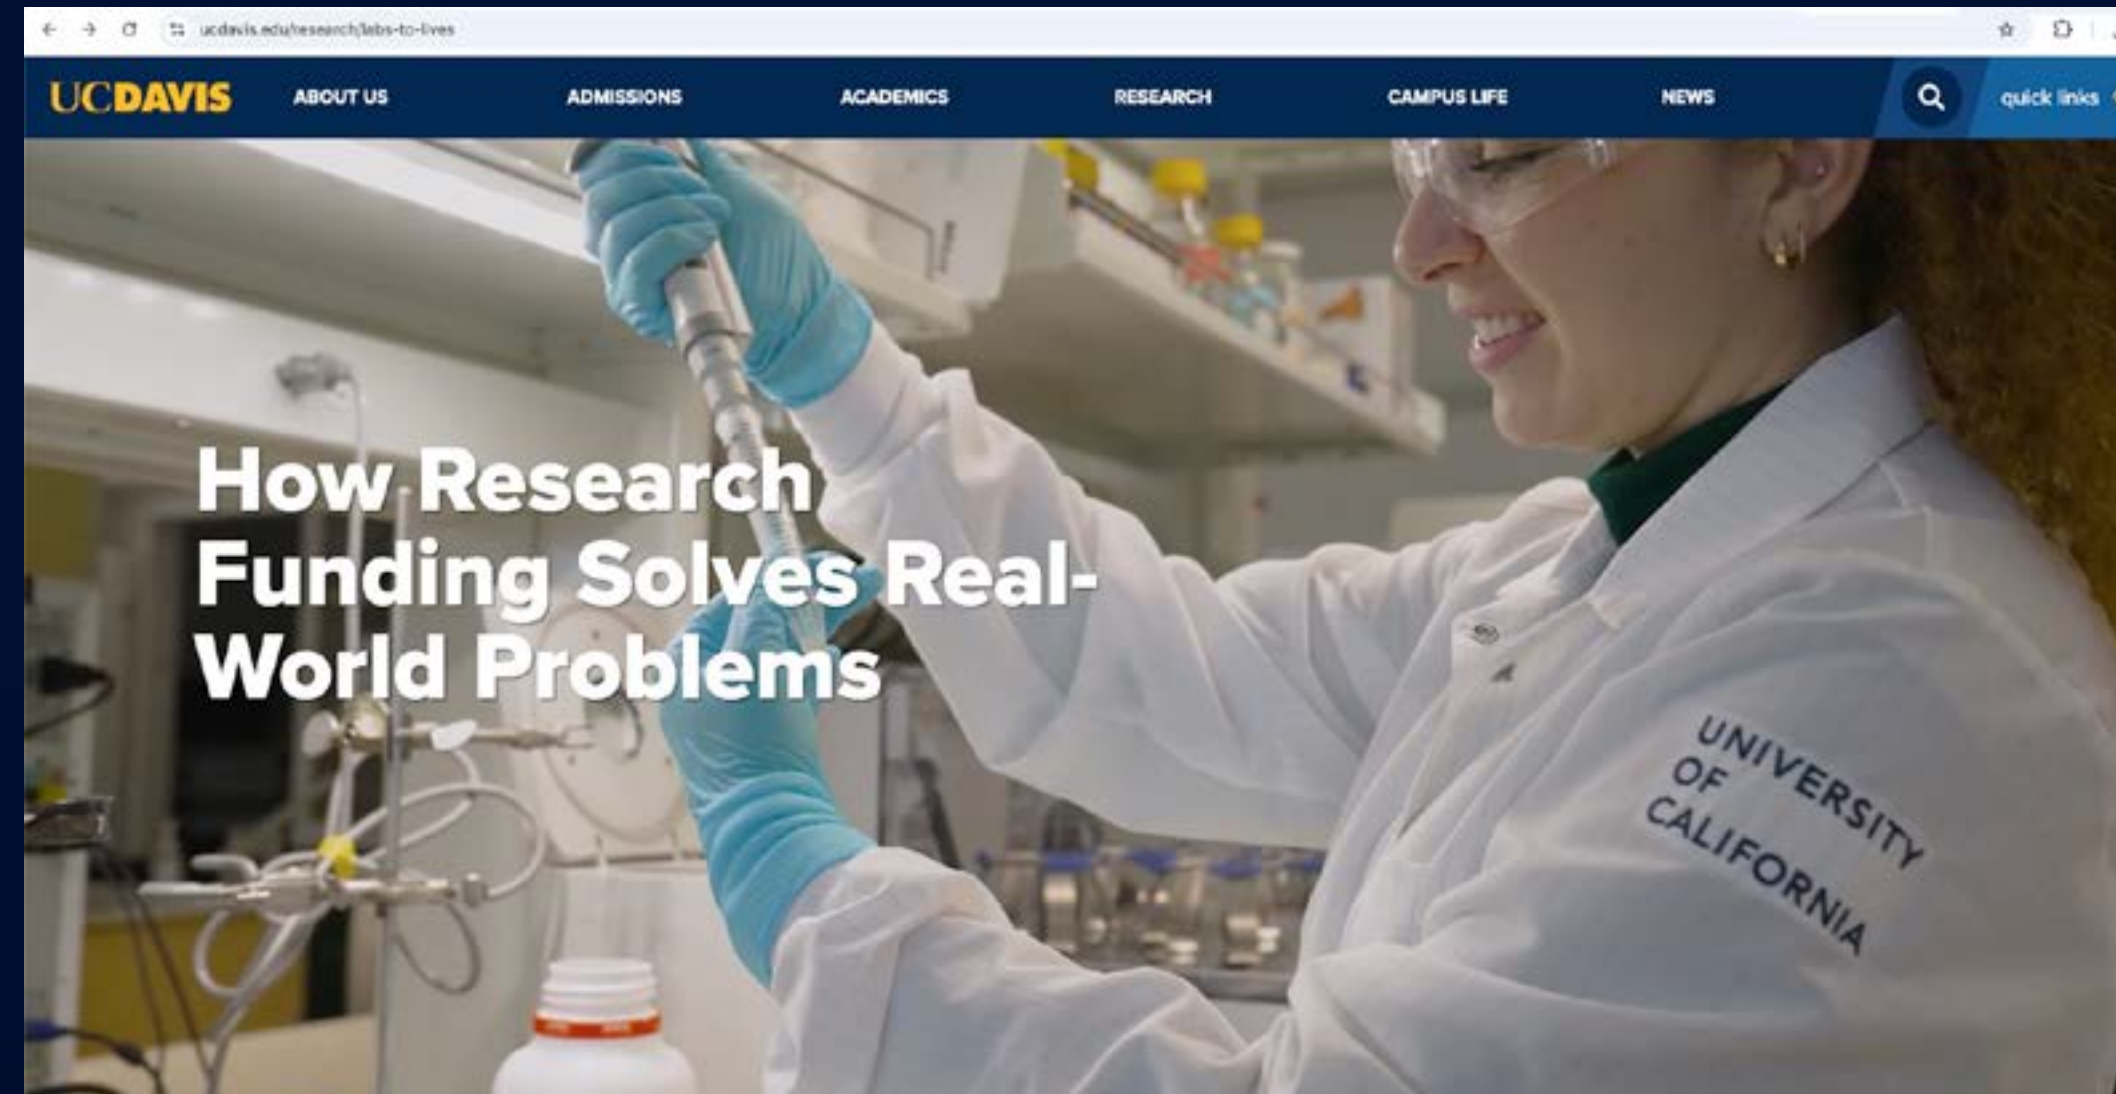 ucdavis.edu/research/labs-to-lives
UCDAVIS
ABOUT US
ADMISSIONS
ACADEMICS
RESEARCH
CAMPUS LIFE
NEWS
quick links
How Research
Funding Solves Real-
World Problems
UNIVERSITY
OF
CALIFORNIA